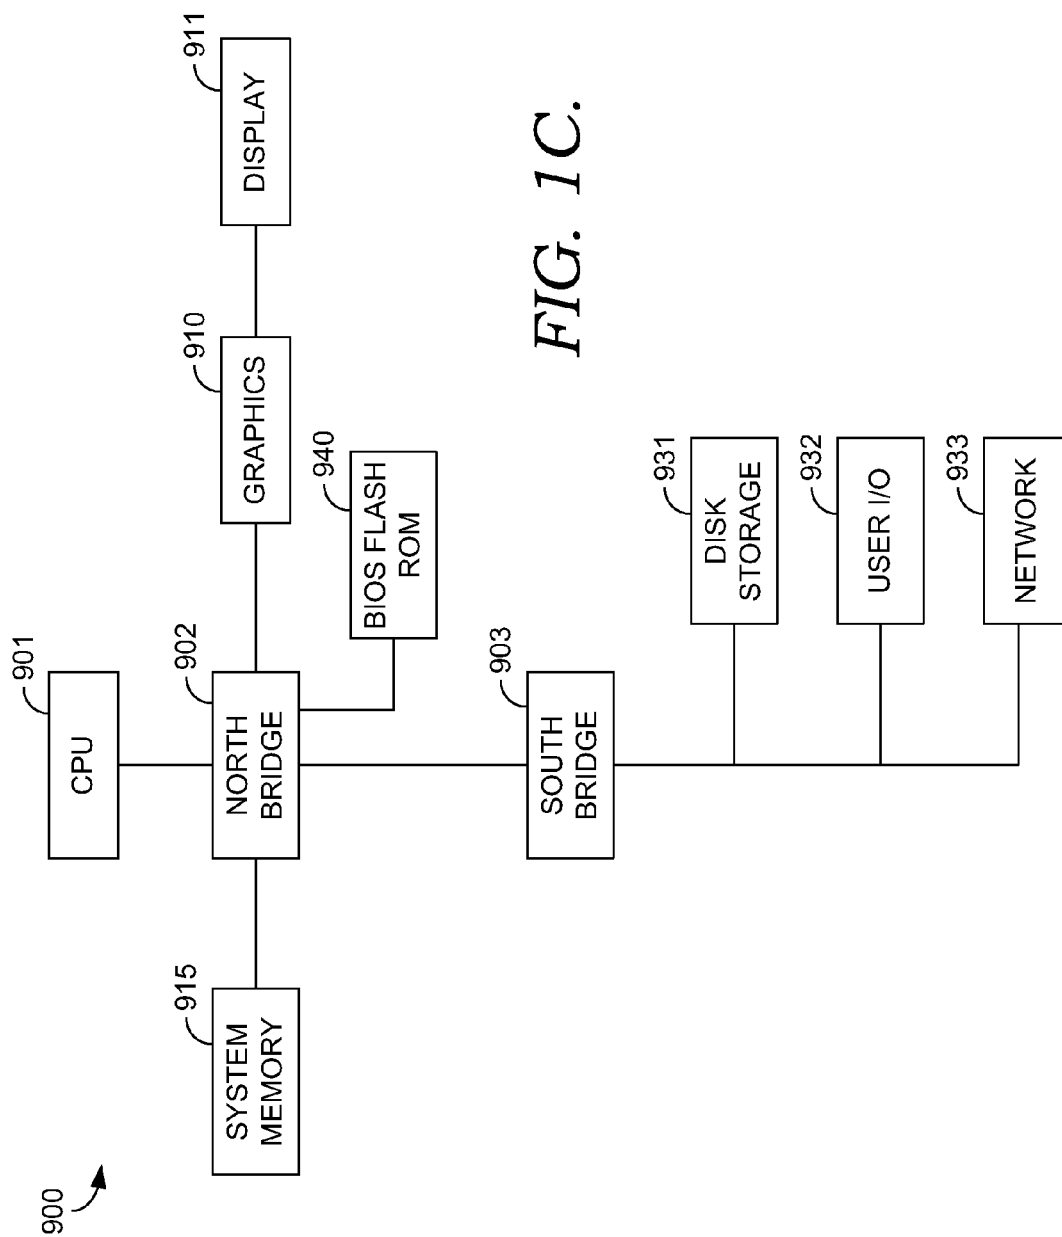 900
901
CPU
915
SYSTEM
MEMORY
902
NORTH
BRIDGE
910
GRAPHICS
911
DISPLAY
940
BIOS FLASH
ROM
903
SOUTH
BRIDGE
931
DISK
STORAGE
932
USER I/O
933
NETWORK
FIG. 1C.